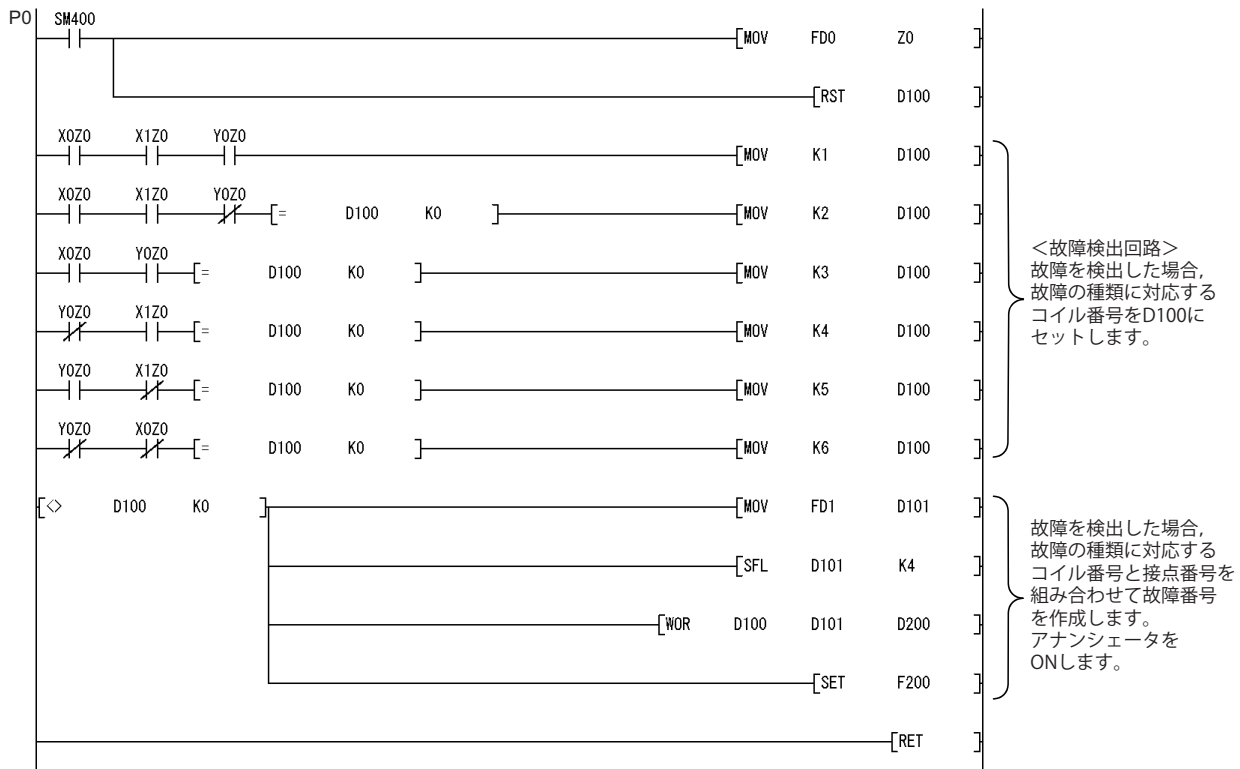 P0
SM400
MOV FD0 Z0
RST D100
X0Z0 X1Z0 Y0Z0
MOV K1 D100
X0Z0 X1Z0 Y0Z0
= D100 K0
MOV K2 D100
X0Z0 Y0Z0
= D100 K0
MOV K3 D100
Y0Z0 X1Z0
= D100 K0
MOV K4 D100
Y0Z0 X1Z0
= D100 K0
MOV K5 D100
Y0Z0 X0Z0
= D100 K0
MOV K6 D100
＜故障検出回路＞
故障を検出した場合,
故障の種類に対応する
コイル番号をD100に
セットします。
<> D100 K0
MOV FD1 D101
SFL D101 K4
WOR D100 D101 D200
SET F200
故障を検出した場合,
故障の種類に対応する
コイル番号と接点番号を
組み合わせて故障番号
を作成します。
アナンシェータを
ONします。
RET